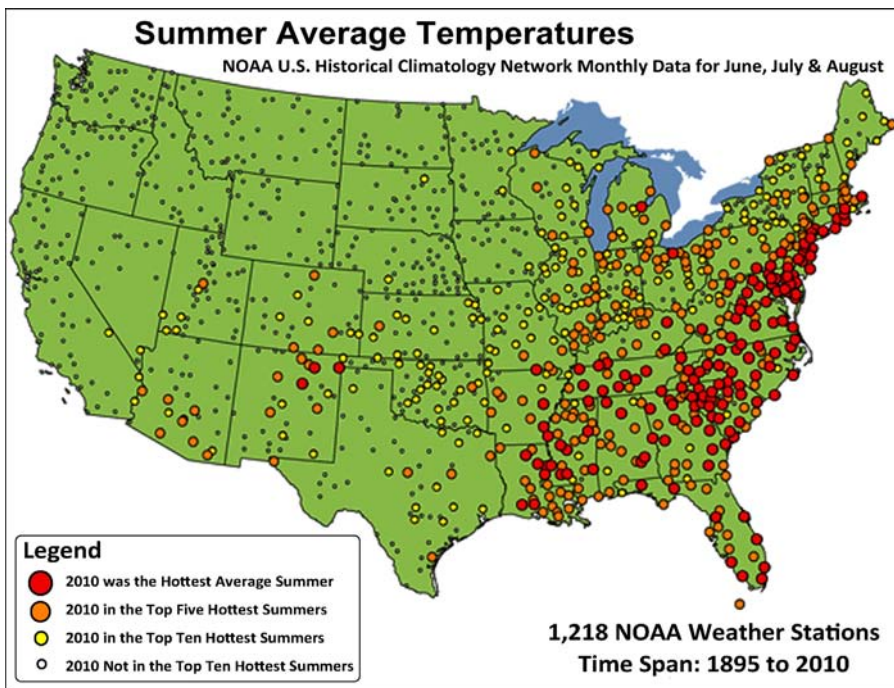 Summer Average Temperatures
NOAA U.S. Historical Climatology Network Monthly Data for June, July & August
Legend
2010 was the Hottest Average Summer
2010 in the Top Five Hottest Summers
2010 in the Top Ten Hottest Summers
2010 Not in the Top Ten Hottest Summers
1,218 NOAA Weather Stations
Time Span: 1895 to 2010